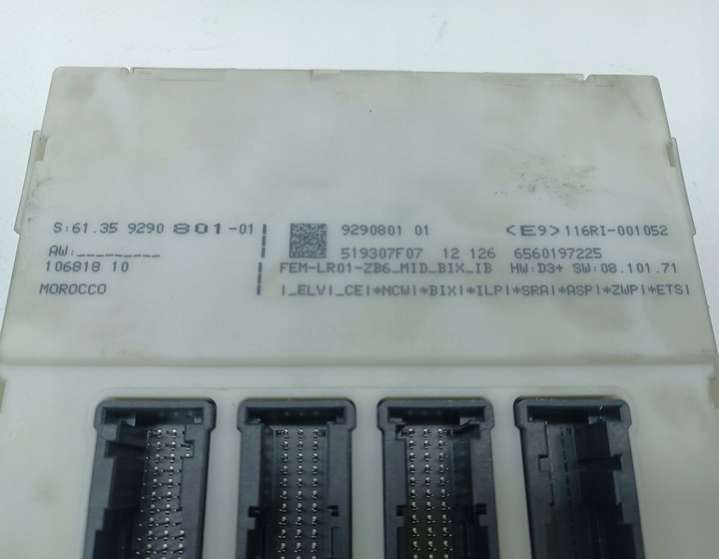 S:61.35 9290 801-01
AW:_________
106818 10
MOROCCO
9290801 01 <E9>116RI-001052
519307F07 12 126 6560197225
FEM-LR01-ZB6_MID_BIX_IB HW:D3+ SW:08.101.71
|_ELV|_CE|*NCW|*BIX|*ILP|*SRA|*ASP|*ZWP|*ETS|